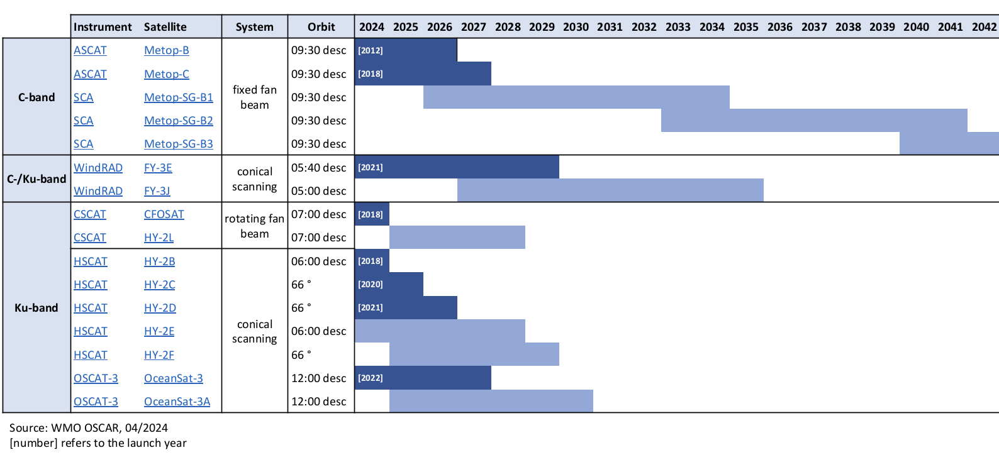 Instrument Satellite System Orbit 2024 2025 2026 2027 2028 2029 2030 2031 2032 2033 2034 2035 2036 2037 2038 2039 2040 2041 2042
C-band
fixed fan
beam
ASCAT Metop-B 09:30 desc [2012]
ASCAT Metop-C 09:30 desc [2018]
SCA Metop-SG-B1 09:30 desc
SCA Metop-SG-B2 09:30 desc
SCA Metop-SG-B3 09:30 desc
C-/Ku-band
conical
scanning
WindRAD FY-3E 05:40 desc [2021]
WindRAD FY-3J 05:00 desc
Ku-band
rotating fan
beam
CSCAT CFOSAT 07:00 desc [2018]
CSCAT HY-2L 07:00 desc
conical
scanning
HSCAT HY-2B 06:00 desc [2018]
HSCAT HY-2C 66 ° [2020]
HSCAT HY-2D 66 ° [2021]
HSCAT HY-2E 06:00 desc
HSCAT HY-2F 66 °
OSCAT-3 OceanSat-3 12:00 desc [2022]
OSCAT-3 OceanSat-3A 12:00 desc
Source: WMO OSCAR, 04/2024
[number] refers to the launch year